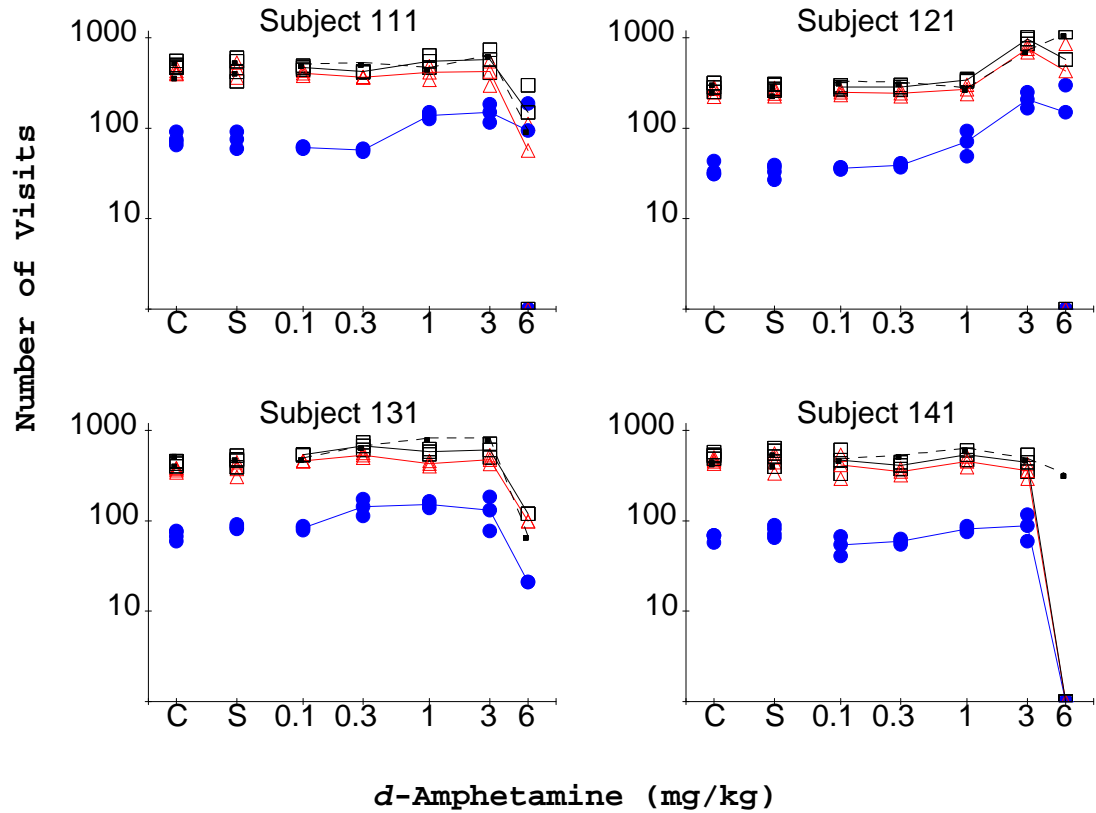 Subject 111
Subject 121
1000
100
10
C S 0.1 0.3 1 3 6
1000
100
10
C S 0.1 0.3 1 3 6
Number of Visits
Subject 131
Subject 141
1000
100
10
C S 0.1 0.3 1 3 6
1000
100
10
C S 0.1 0.3 1 3 6
d-Amphetamine (mg/kg)